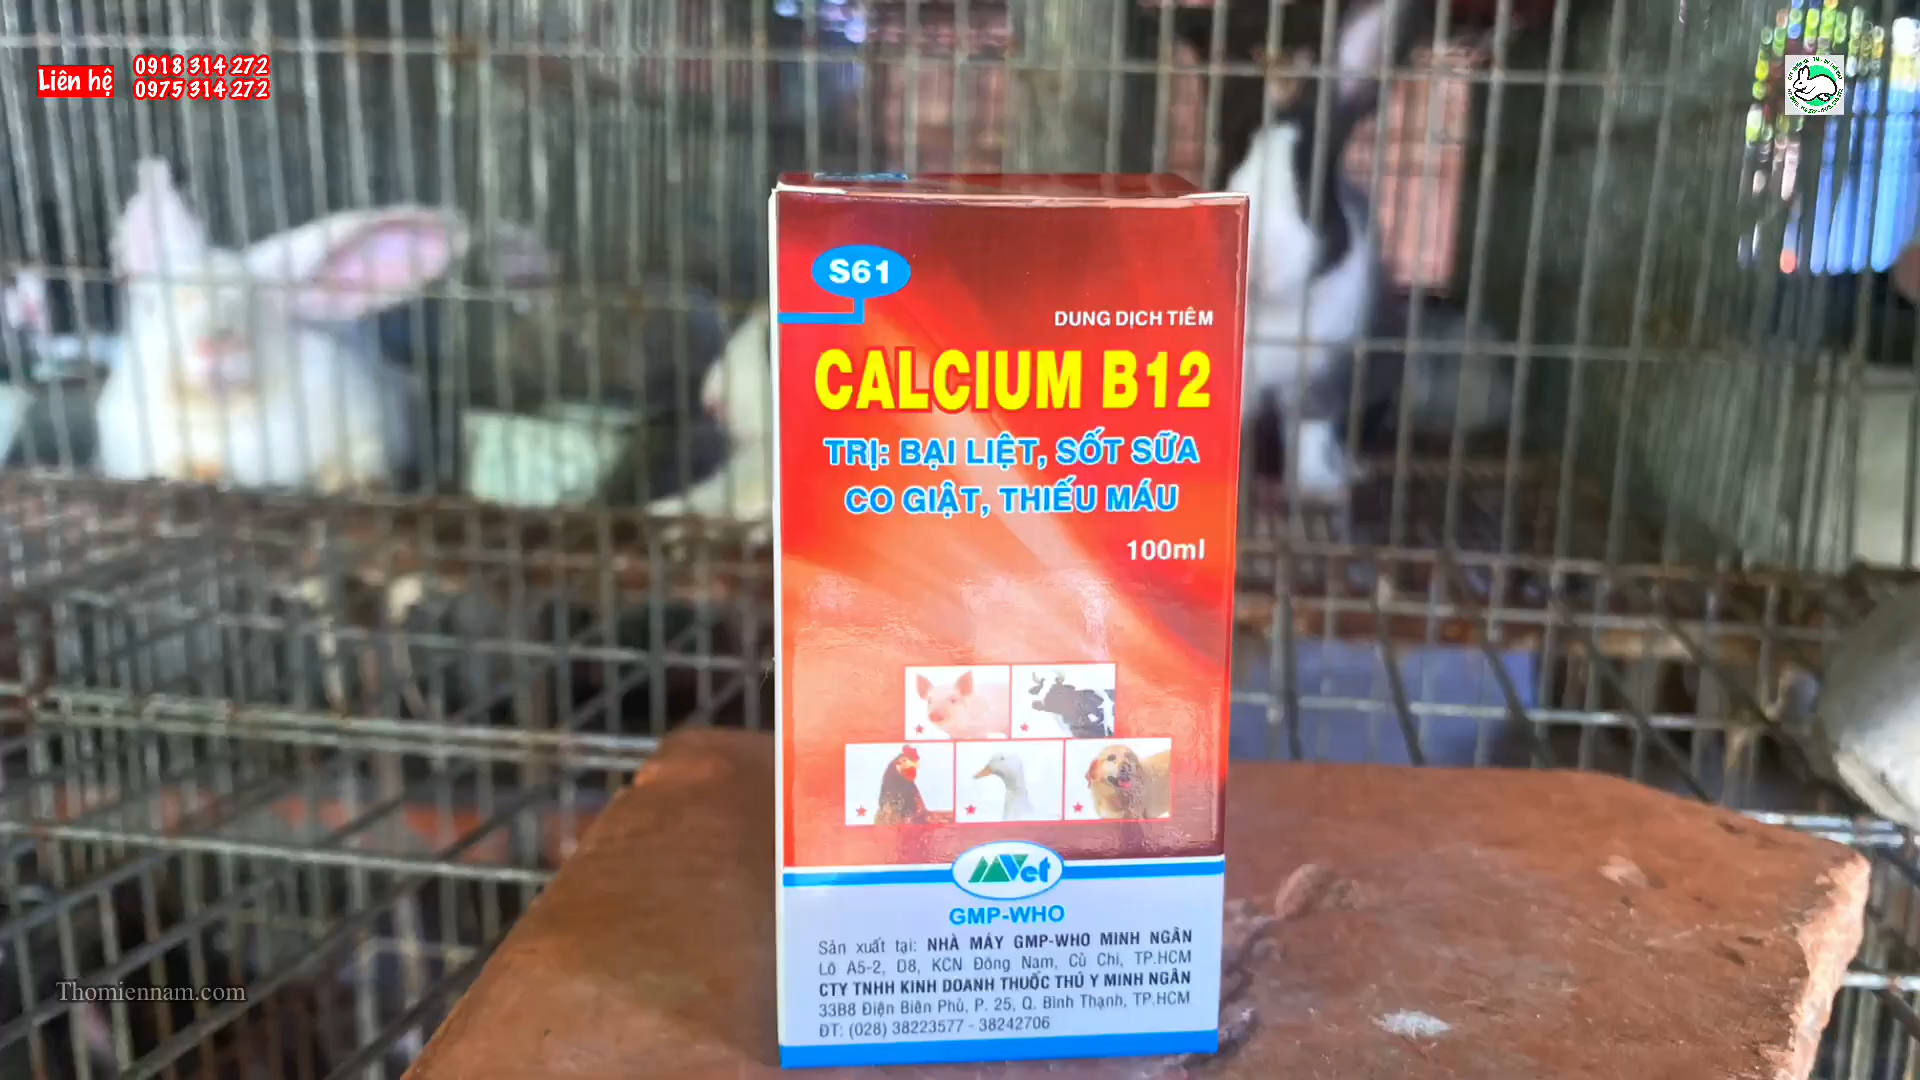 Liên hệ
0918 314 272
0975 314 272
S61
DUNG DỊCH TIÊM
CALCIUM B12
TRỊ: BẠI LIỆT, SỐT SỮA
CO GIẬT, THIẾU MÁU
100ml
MVet
GMP-WHO
Sản xuất tại: NHÀ MÁY GMP-WHO MINH NGÂN
Lô A5-2, D8, KCN Đông Nam, Củ Chi, TP.HCM
CTY TNHH KINH DOANH THUỐC THÚ Y MINH NGÂN
33B8 Điện Biên Phủ, P. 25, Q. Bình Thạnh, TP.HCM
ĐT: (028) 38223577 - 38242706
Thomiennam.com